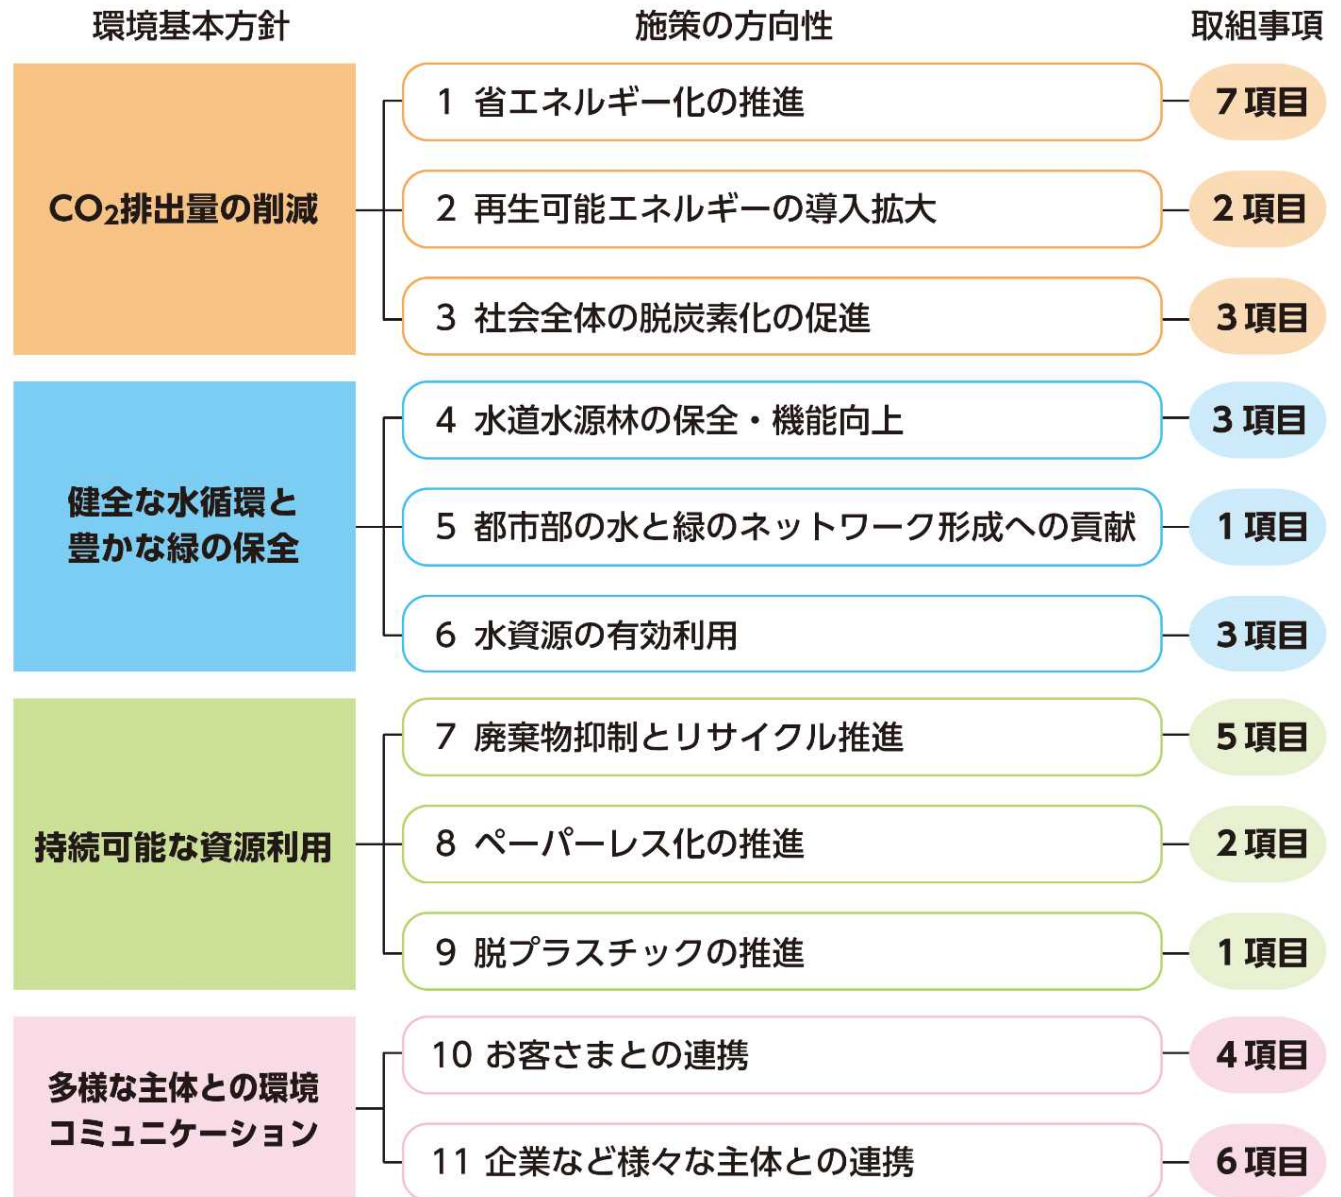 環境基本方針 施策の方向性 取組事項
CO₂排出量の削減
1 省エネルギー化の推進 7項目
2 再生可能エネルギーの導入拡大 2項目
3 社会全体の脱炭素化の促進 3項目
健全な水循環と
豊かな緑の保全
4 水道水源林の保全・機能向上 3項目
5 都市部の水と緑のネットワーク形成への貢献 1項目
6 水資源の有効利用 3項目
持続可能な資源利用
7 廃棄物抑制とリサイクル推進 5項目
8 ペーパーレス化の推進 2項目
9 脱プラスチックの推進 1項目
多様な主体との環境
コミュニケーション
10 お客さまとの連携 4項目
11 企業など様々な主体との連携 6項目